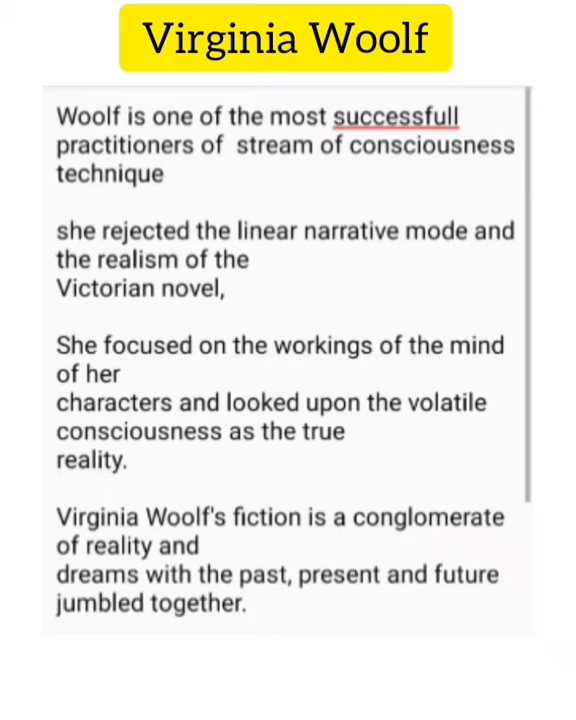 Virginia Woolf
Woolf is one of the most successfull
practitioners of  stream of consciousness
technique
she rejected the linear narrative mode and
the realism of the
Victorian novel,
She focused on the workings of the mind
of her
characters and looked upon the volatile
consciousness as the true
reality.
Virginia Woolf's fiction is a conglomerate
of reality and
dreams with the past, present and future
jumbled together.